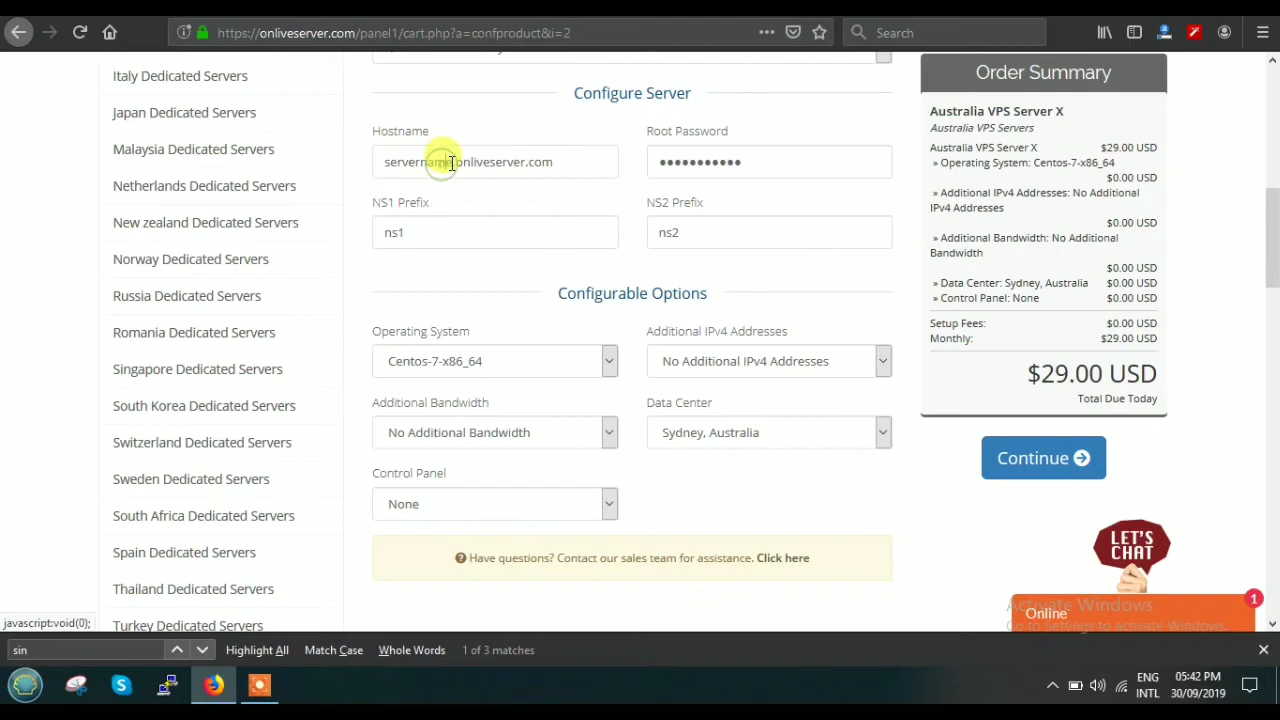 https://onliveserver.com/panel1/cart.php?a=confproduct&i=2
Search
Italy Dedicated Servers
Japan Dedicated Servers
Malaysia Dedicated Servers
Netherlands Dedicated Servers
New zealand Dedicated Servers
Norway Dedicated Servers
Russia Dedicated Servers
Romania Dedicated Servers
Singapore Dedicated Servers
South Korea Dedicated Servers
Switzerland Dedicated Servers
Sweden Dedicated Servers
South Africa Dedicated Servers
Spain Dedicated Servers
Thailand Dedicated Servers
Turkey Dedicated Servers
Configure Server
Hostname
Root Password
servername.onliveserver.com
•••••••••••
NS1 Prefix
NS2 Prefix
ns1
ns2
Configurable Options
Operating System
Additional IPv4 Addresses
Centos-7-x86_64
No Additional IPv4 Addresses
Additional Bandwidth
Data Center
No Additional Bandwidth
Sydney, Australia
Control Panel
None
Have questions? Contact our sales team for assistance. Click here
Order Summary
Australia VPS Server X
Australia VPS Servers
Australia VPS Server X $29.00 USD
» Operating System: Centos-7-x86_64
$0.00 USD
» Additional IPv4 Addresses: No Additional
IPv4 Addresses
$0.00 USD
» Additional Bandwidth: No Additional
Bandwidth
$0.00 USD
» Data Center: Sydney, Australia $0.00 USD
» Control Panel: None $0.00 USD
Setup Fees: $0.00 USD
Monthly: $29.00 USD
$29.00 USD
Total Due Today
Continue
LET'S
CHAT
Activate Windows
Go to Settings to activate Windows.
Online
1
javascript:void(0);
sin
Highlight All
Match Case
Whole Words
1 of 3 matches
ENG
INTL
05:42 PM
30/09/2019